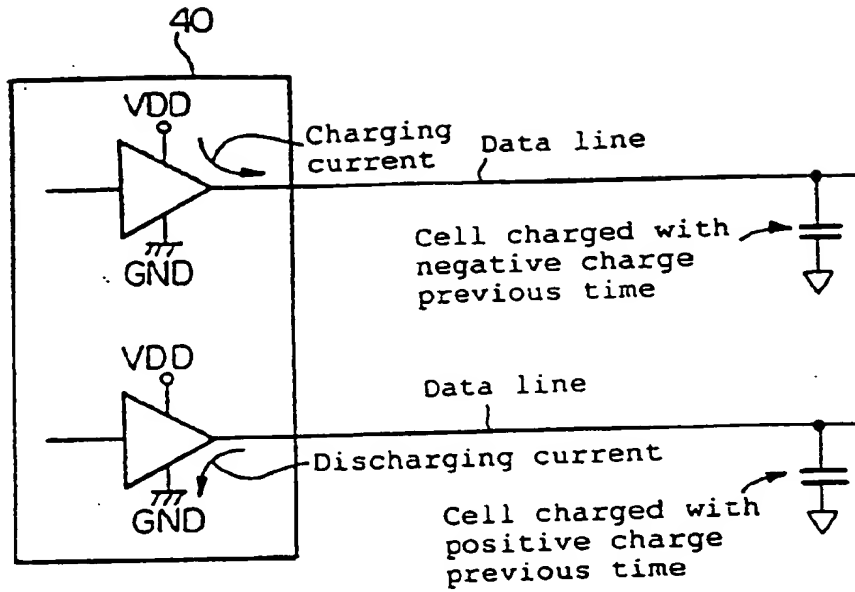 40
VDD
Charging
current
Data line
GND
Cell charged with
negative charge
previous time
VDD
Data line
Discharging current
GND
Cell charged with
positive charge
previous time